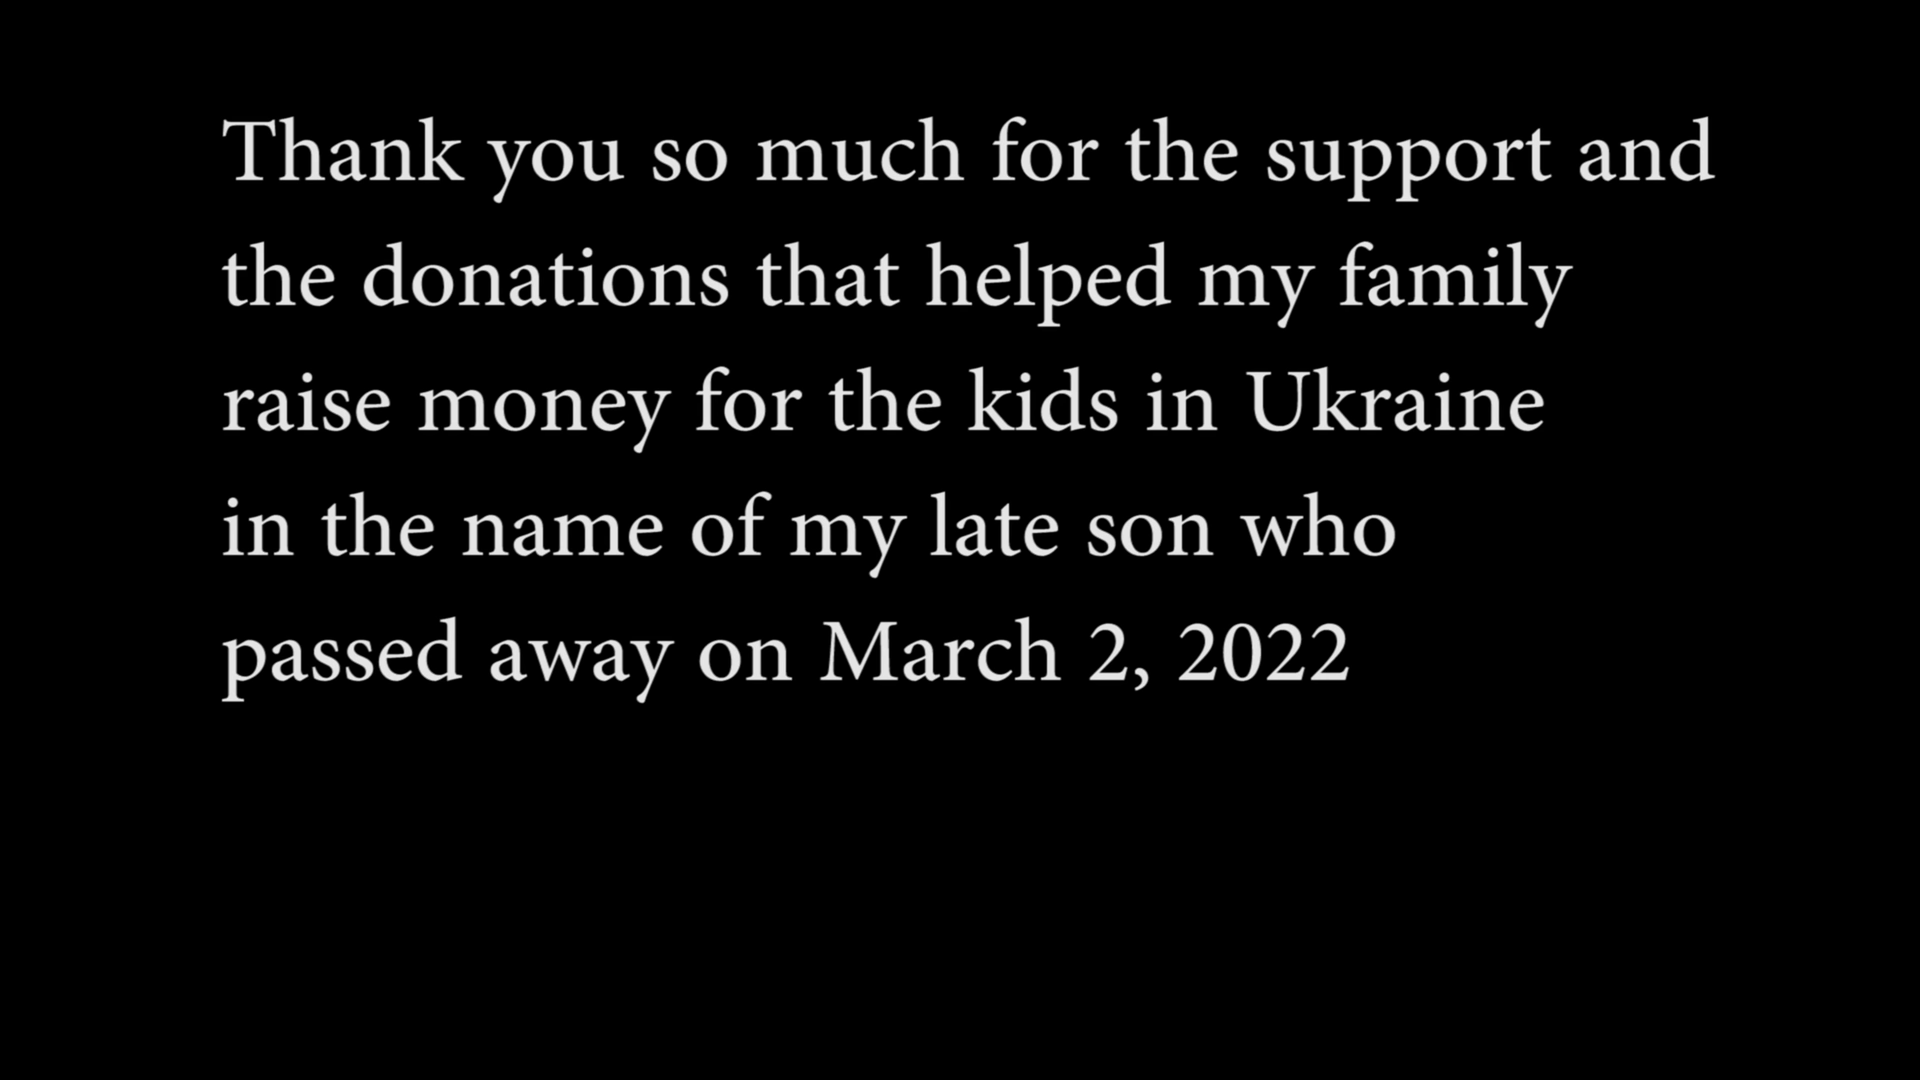 Thank you so much for the support and
the donations that helped my family
raise money for the kids in Ukraine
in the name of my late son who
passed away on March 2, 2022